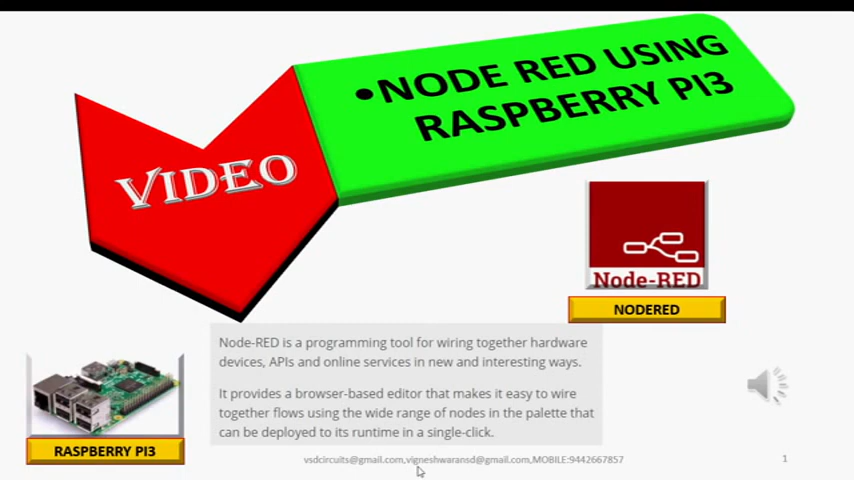 •NODE RED USING
RASPBERRY PI3
VIDEO
Node-RED
NODERED
Node-RED is a programming tool for wiring together hardware
devices, APIs and online services in new and interesting ways.
It provides a browser-based editor that makes it easy to wire
together flows using the wide range of nodes in the palette that
can be deployed to its runtime in a single-click.
RASPBERRY PI3
vsdcircuits@gmail.com,vigneshwaransd@gmail.com,MOBILE:9442667857
1